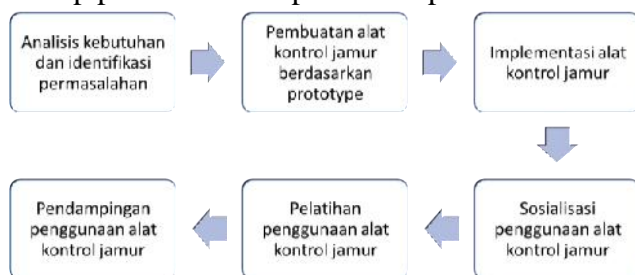 Analisis kebutuhan
dan identifikasi
permasalahan
Pembuatan alat
kontrol jamur
berdasarkan
prototype
Implementasi alat
kontrol jamur
Sosialisasi
penggunaan alat
kontrol jamur
Pelatihan
penggunaan alat
kontrol jamur
Pendampingan
penggunaan alat
kontrol jamur